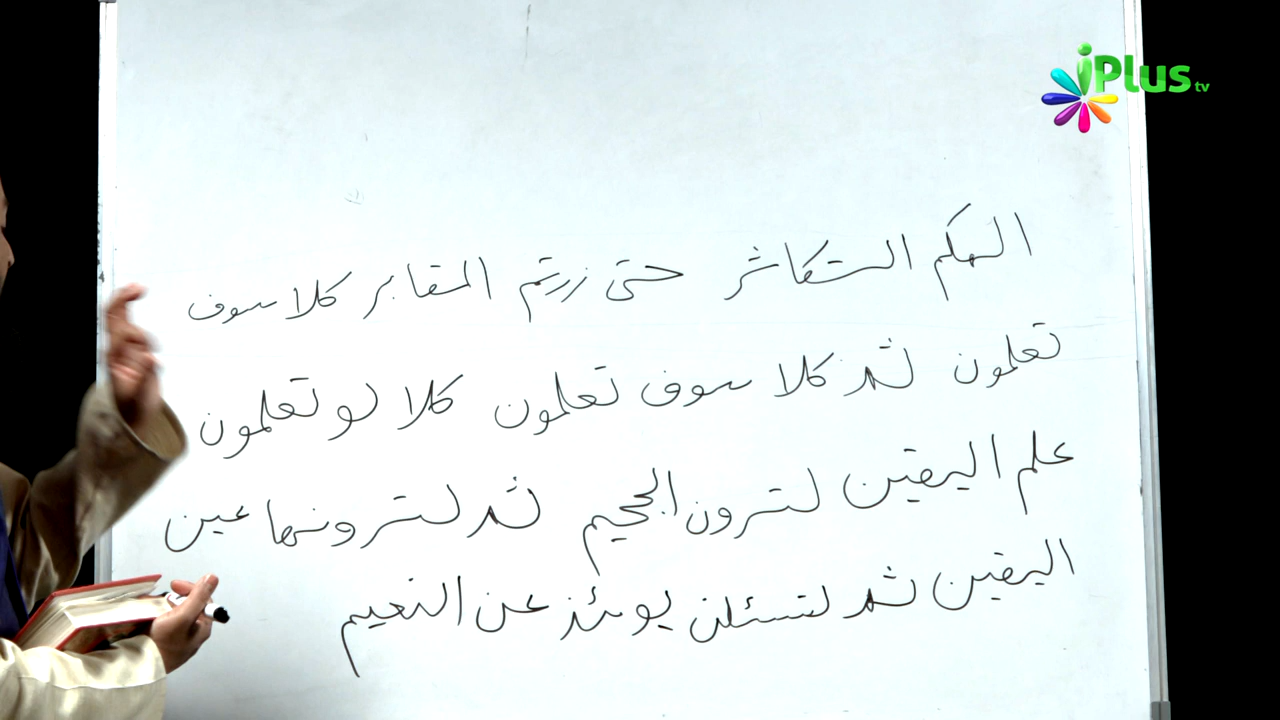 iPlus tv
الهكم التكاثر حتى زرتم المقابر كلا سوف
تعلمون ثم كلا سوف تعلمون كلا لو تعلمون
علم اليقين لترون الجحيم ثم لترونها عين
اليقين ثم لتسئلن يومئذ عن النعيم